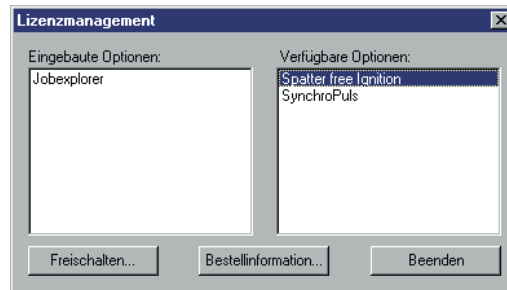 Lizenzmanagement
Eingebaute Optionen:
Jobexplorer
Verfügbare Optionen:
Spatter free Ignition
SynchroPuls
Freischalten...
Bestellinformation...
Beenden